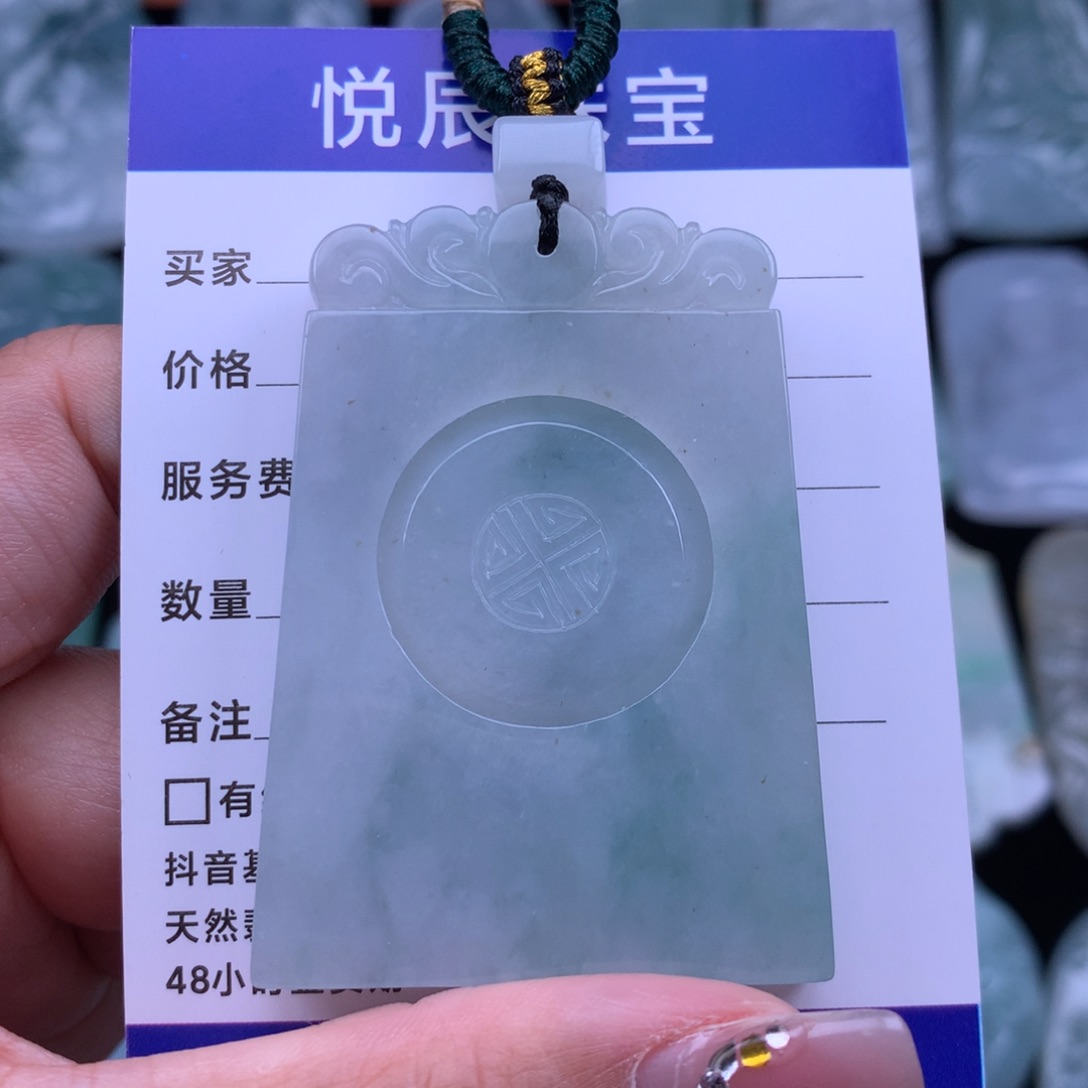 悦辰 宝
买家
价格
服务费
数量
备注
有
抖音
天然
48小